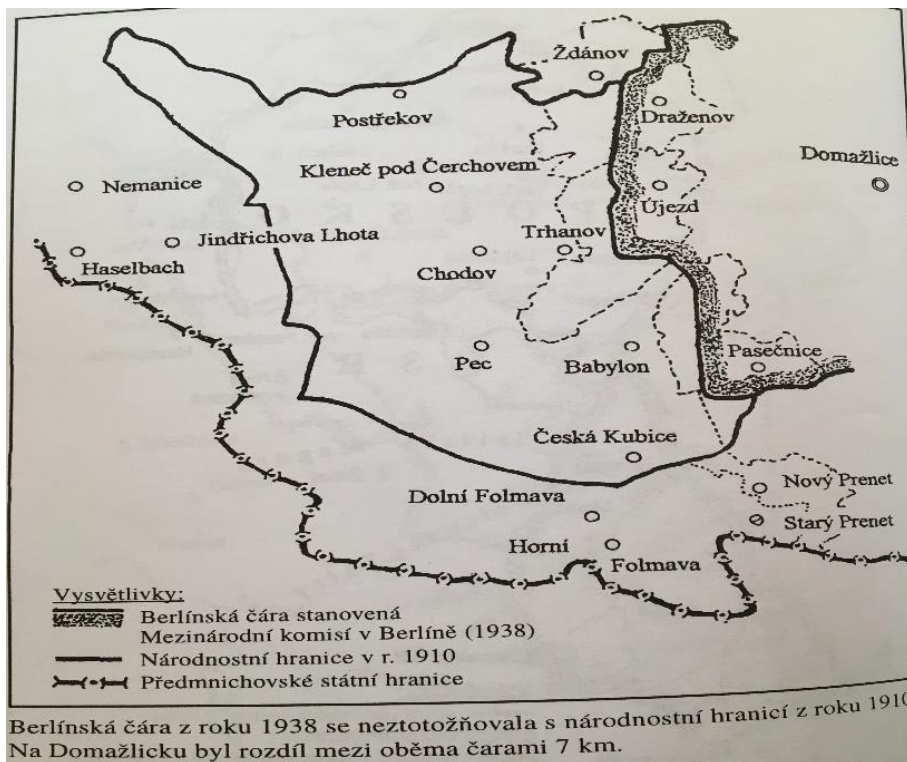 Ždánov
Postřekov
Draženov
Domažlice
Kleneč pod Čerchovem
Nemanice
Újezd
Jindřichova Lhota
Trhanov
Haselbach
Chodov
Pec
Babylon
Pasečnice
Česká Kubice
Dolní Folmava
Nový Prenet
Starý Prenet
Horní
Folmava
Vysvětlivky:
Berlínská čára stanovená
Mezinárodní komisí v Berlíně (1938)
Národnostní hranice v r. 1910
Předmnichovské státní hranice
Berlínská čára z roku 1938 se neztotožňovala s národnostní hranicí z roku 1910
Na Domažlicku byl rozdíl mezi oběma čarami 7 km.